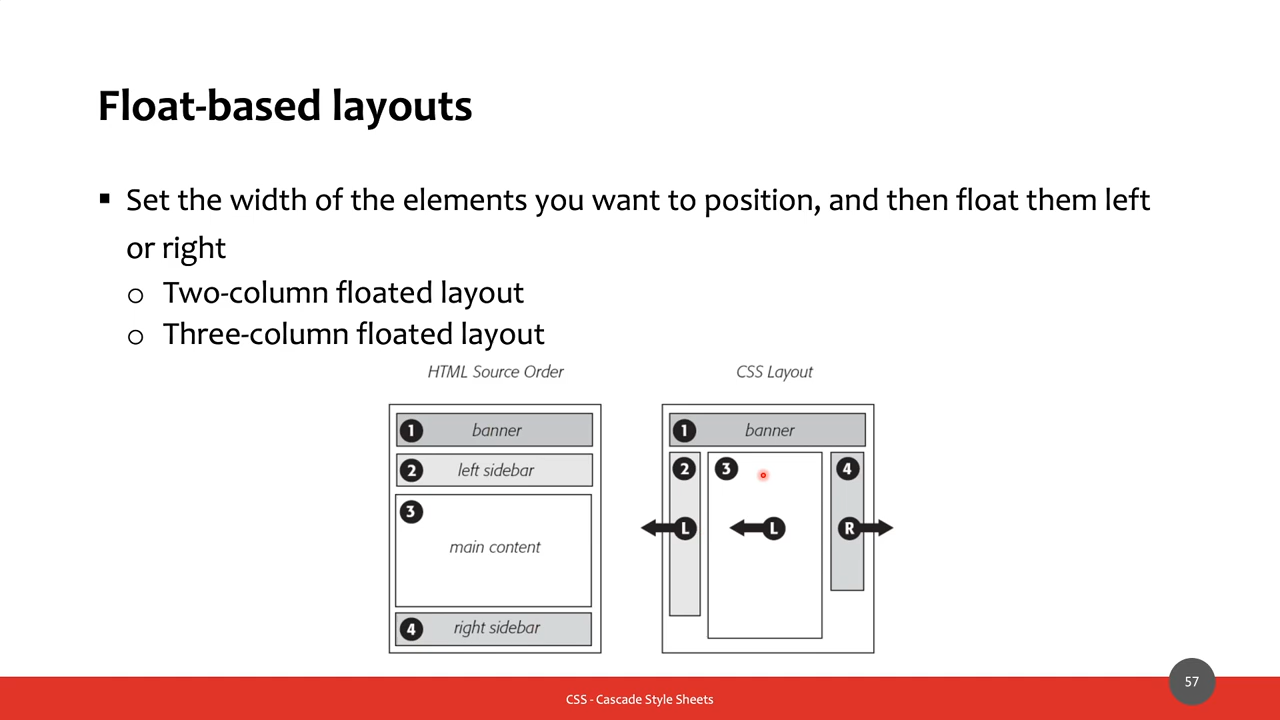 Float-based layouts
▪ Set the width of the elements you want to position, and then float them left
or right
o Two-column floated layout
o Three-column floated layout
HTML Source Order
1 banner
2 left sidebar
3
main content
4 right sidebar
CSS Layout
1 banner
2 3 4
L L R
CSS - Cascade Style Sheets
57